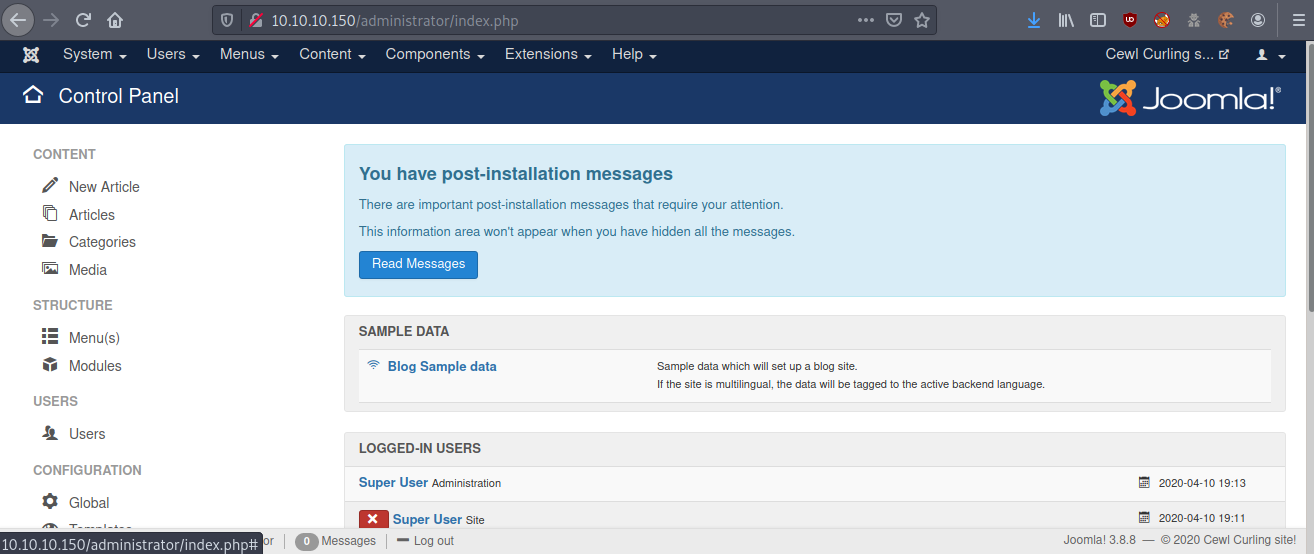 10.10.10.150/administrator/index.php
System Users Menus Content Components Extensions Help Cewl Curling s...
Control Panel
Joomla!®
CONTENT
New Article
Articles
Categories
Media
STRUCTURE
Menu(s)
Modules
USERS
Users
CONFIGURATION
Global
Templates
You have post-installation messages
There are important post-installation messages that require your attention.
This information area won't appear when you have hidden all the messages.
Read Messages
SAMPLE DATA
Blog Sample data
Sample data which will set up a blog site.
If the site is multilingual, the data will be tagged to the active backend language.
LOGGED-IN USERS
Super User Administration 2020-04-10 19:13
Super User Site 2020-04-10 19:11
10.10.10.150/administrator/index.php#
or 0 Messages Log out Joomla! 3.8.8 — © 2020 Cewl Curling site!